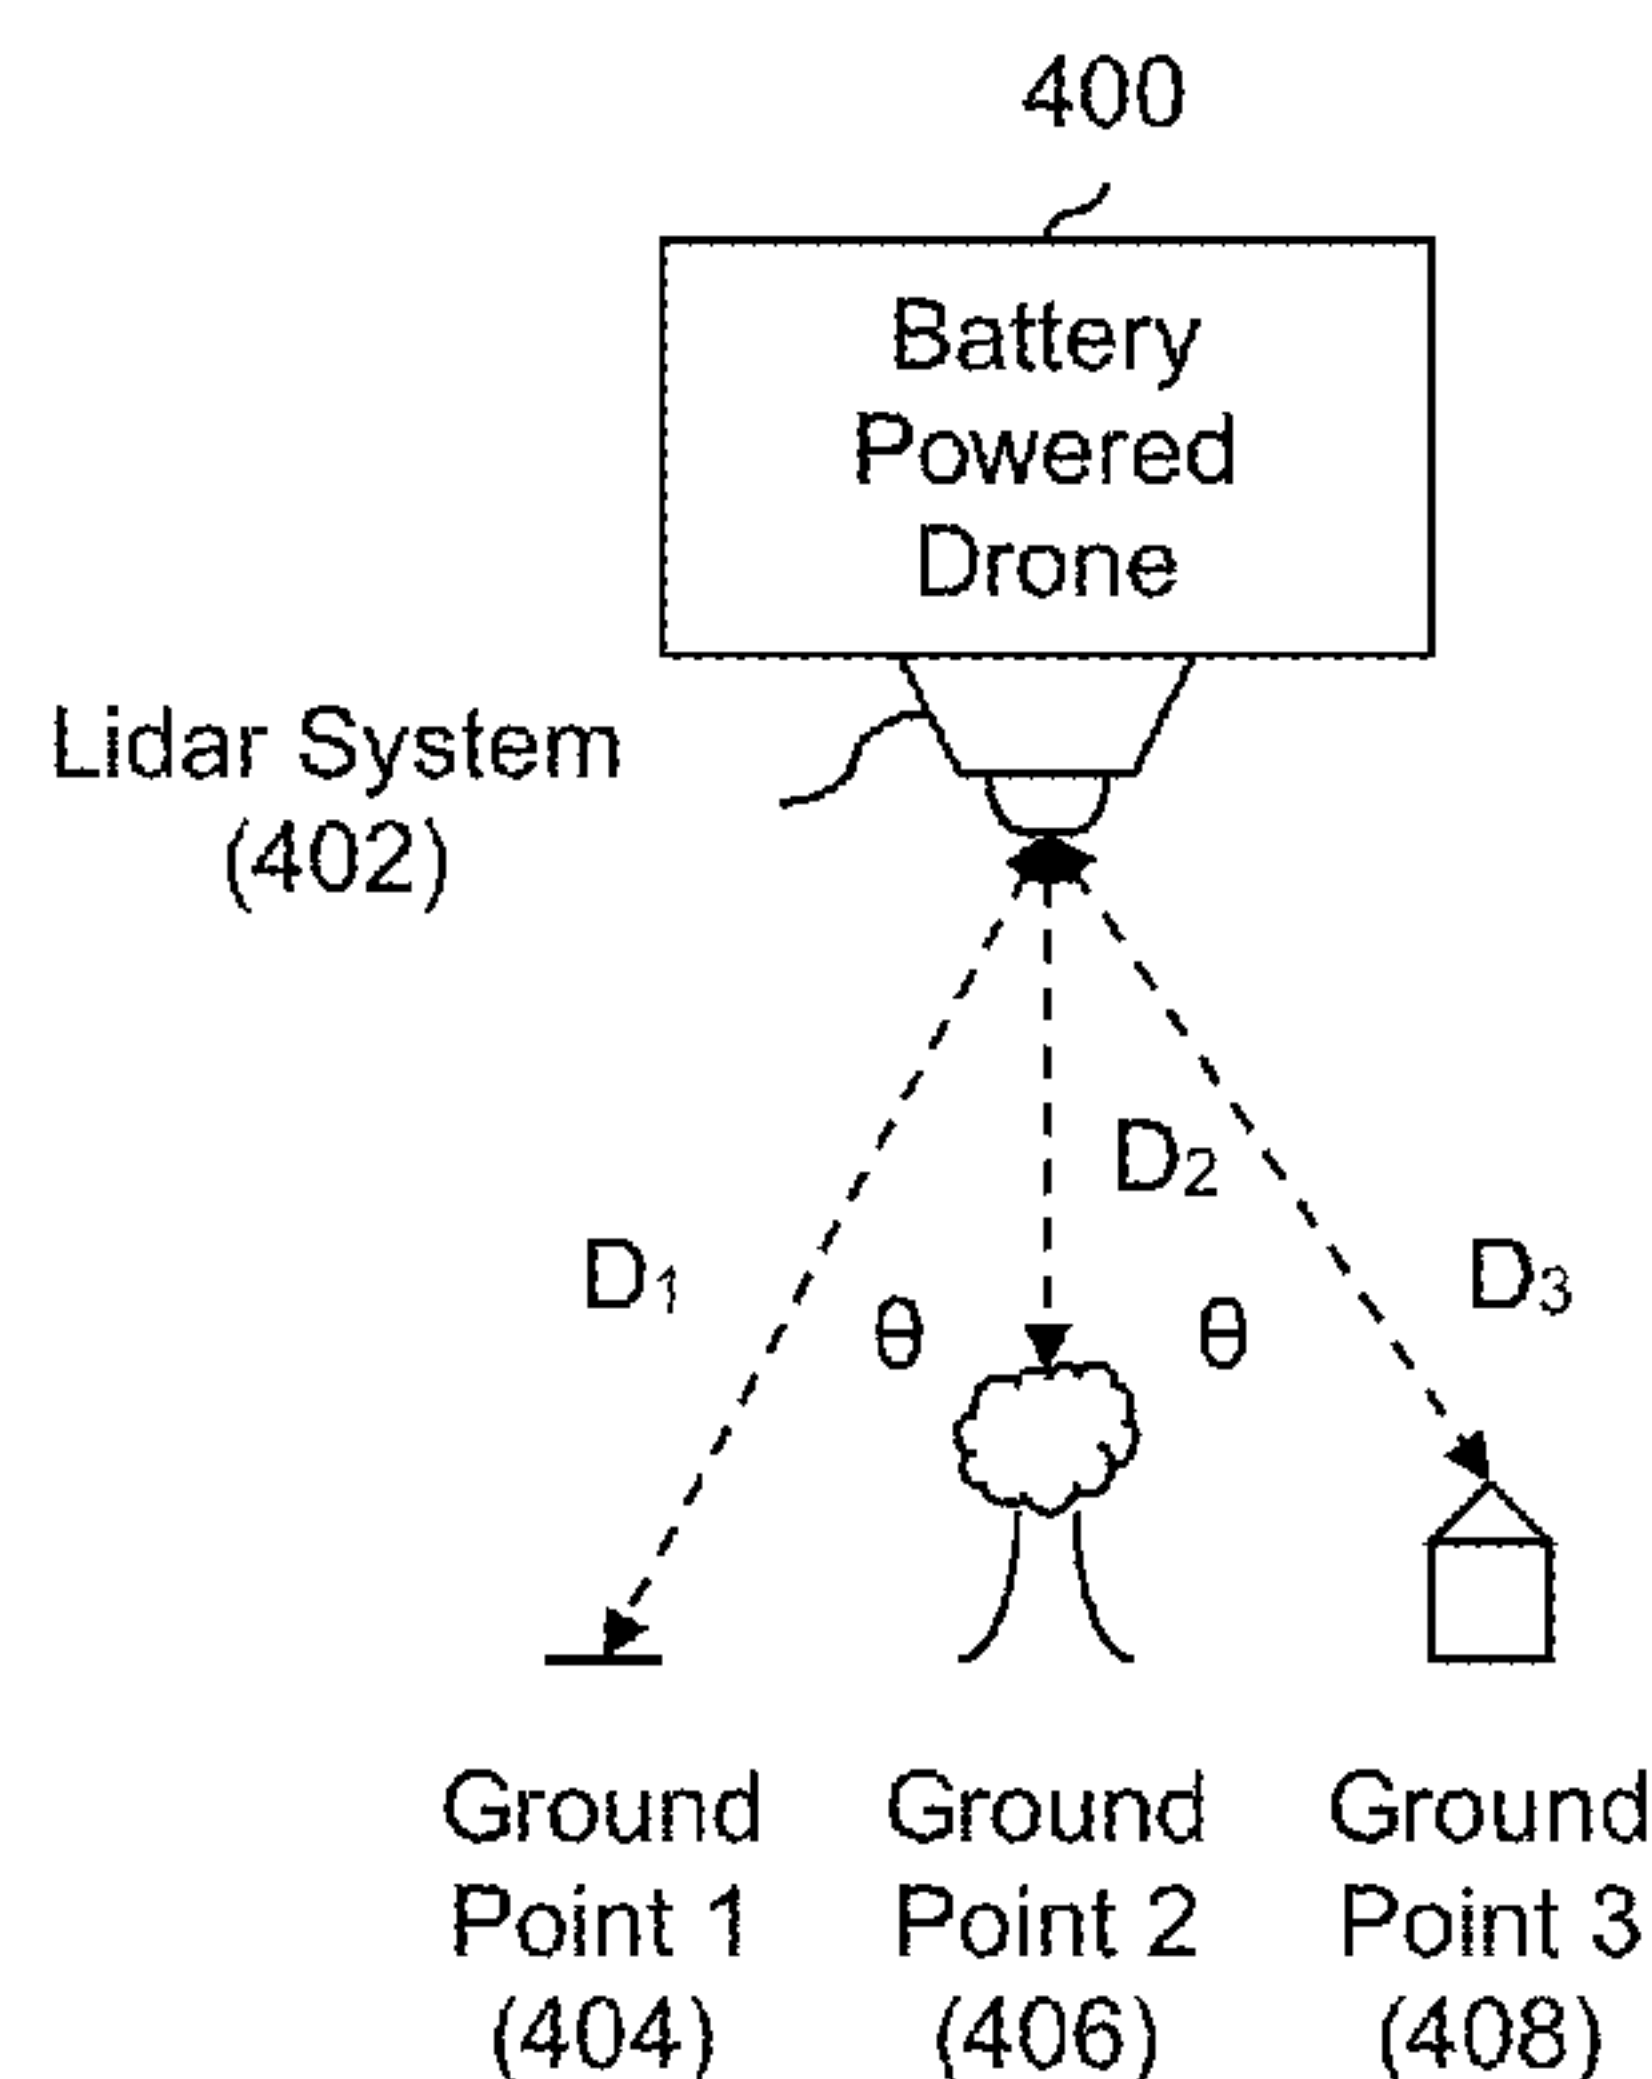 400
Battery
Powered
Drone
Lidar System
(402)
D₂
D₁
D₃
θ
θ
Ground
Point 1
(404)
Ground
Point 2
(406)
Ground
Point 3
(408)